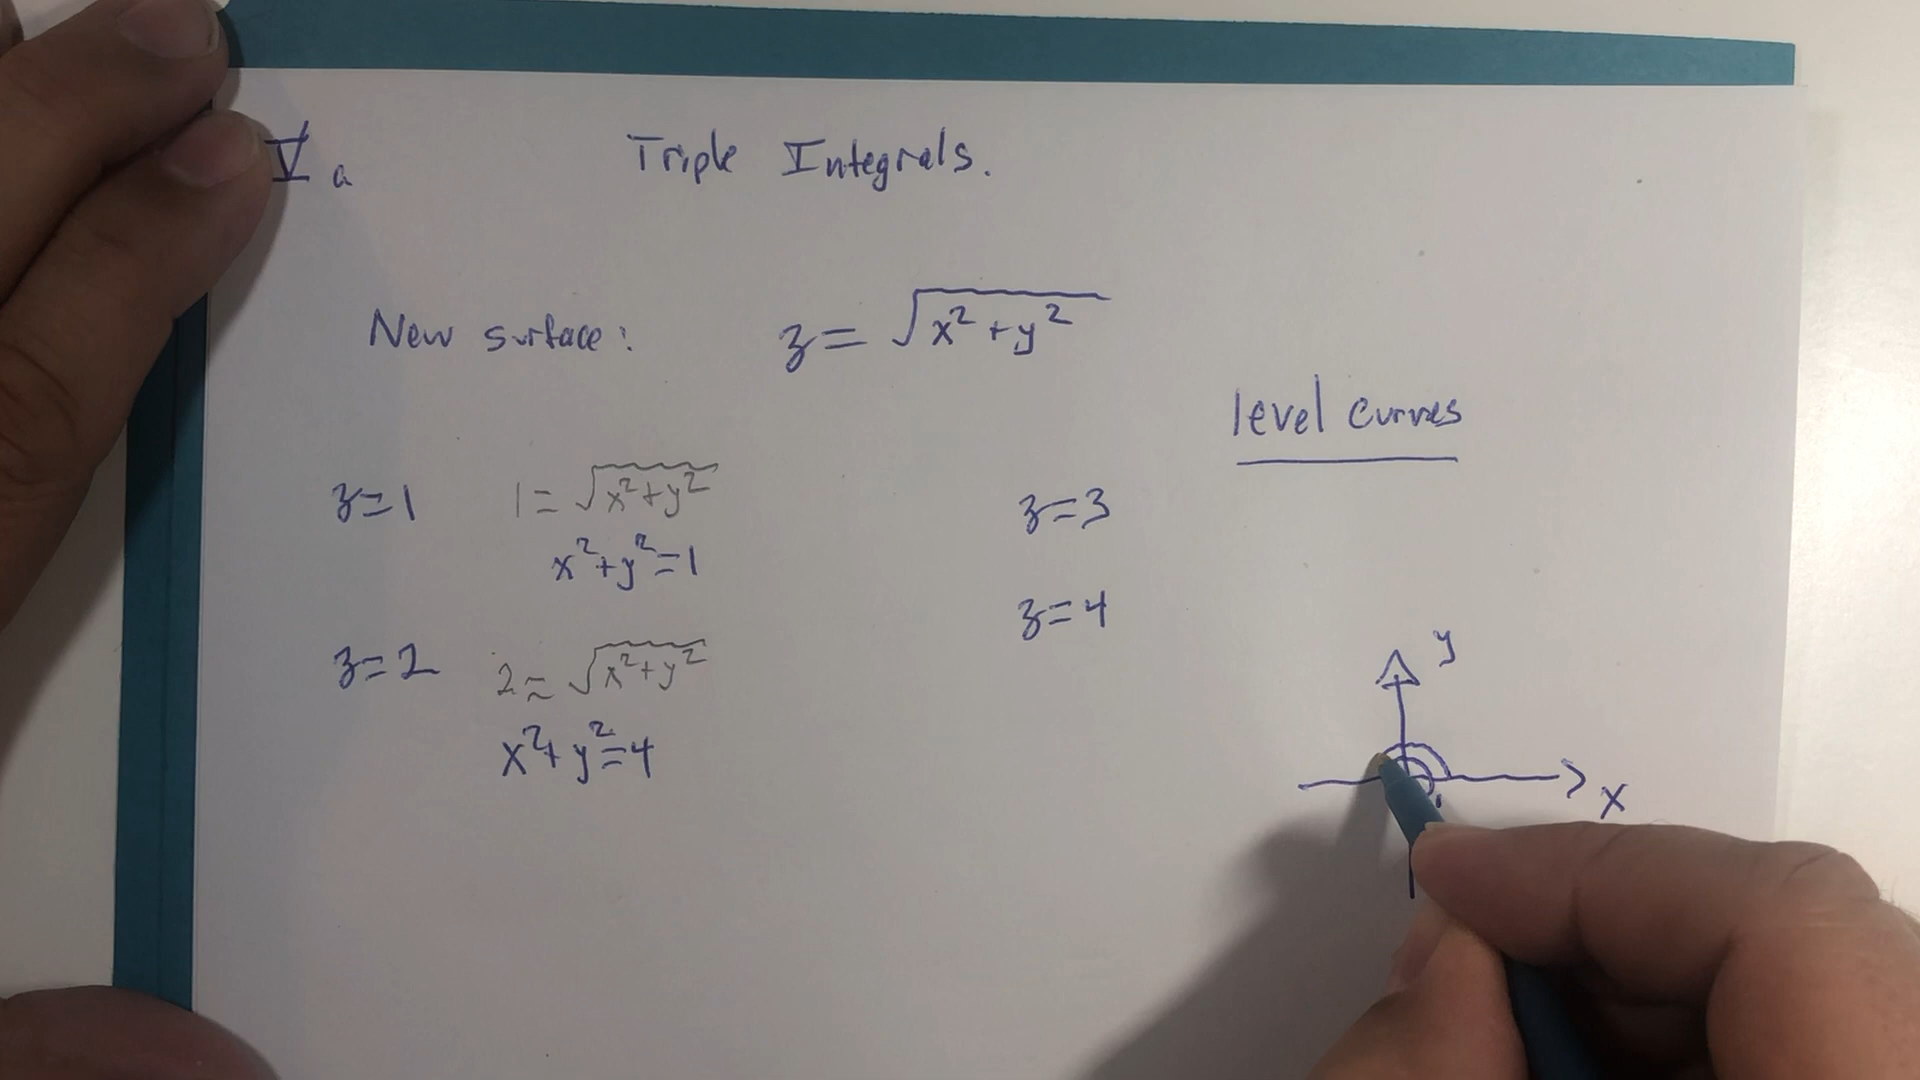 V a
Triple Integrals.
New surface: z = √(x² + y²)
level curves
z=1 1 = √(x²+y²)
x²+y²=1
z=2 2 = √(x²+y²)
x²+y²=4
z=3
z=4
y
x
1